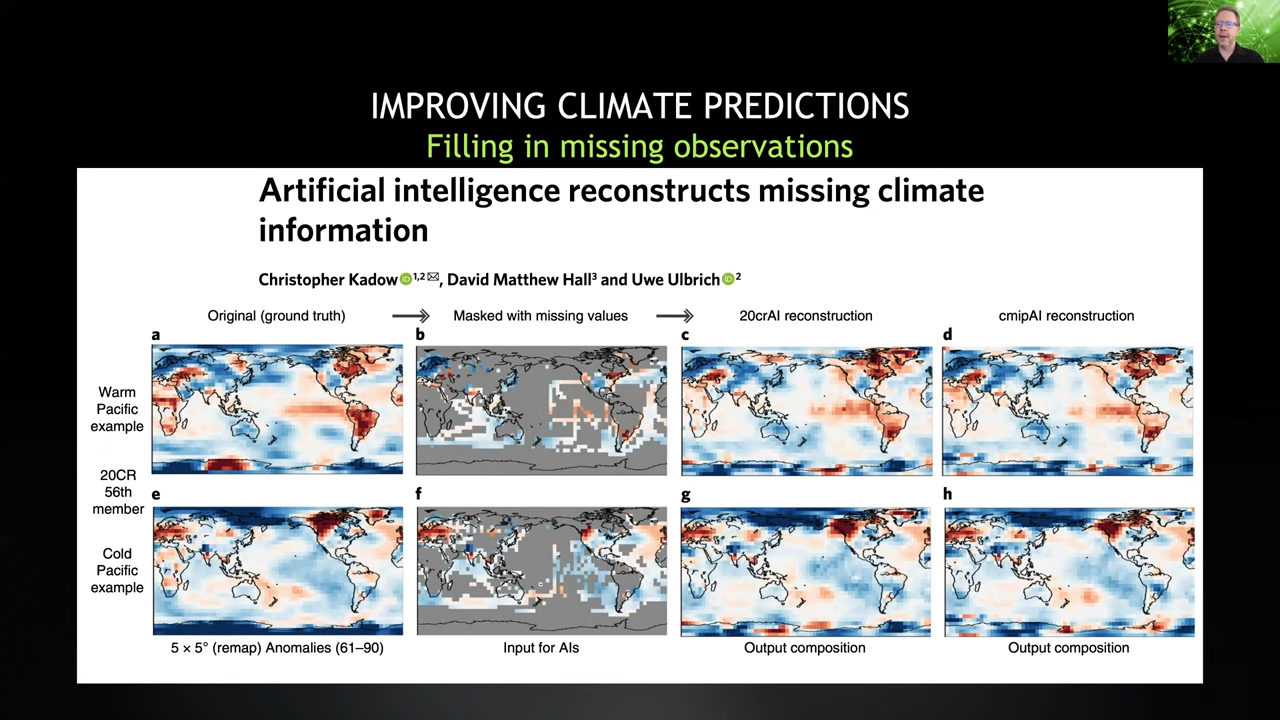 IMPROVING CLIMATE PREDICTIONS
Filling in missing observations
Artificial intelligence reconstructs missing climate
information
Christopher Kadow iD 1,2 ✉, David Matthew Hall3 and Uwe Ulbrich iD 2
Original (ground truth)
Masked with missing values
20crAI reconstruction
cmipAI reconstruction
a
b
c
d
Warm
Pacific
example
20CR
56th
member
e
f
g
h
Cold
Pacific
example
5 × 5° (remap) Anomalies (61–90)
Input for AIs
Output composition
Output composition